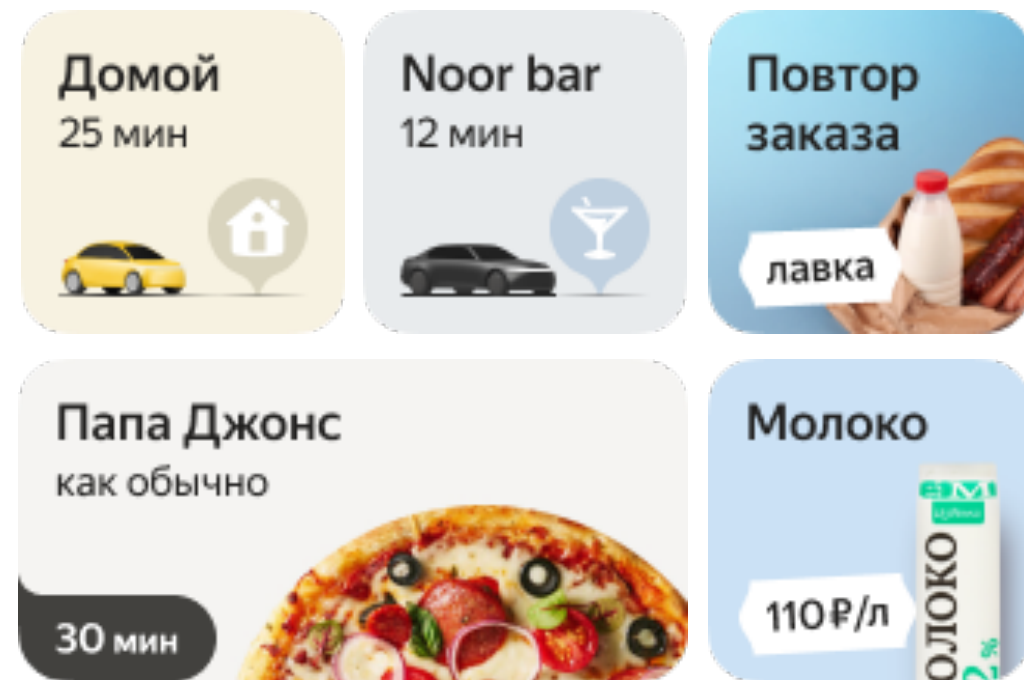 Домой
25 мин
Noor bar
12 мин
Повтор
заказа
лавка
Папа Джонс
как обычно
30 мин
Молоко
110₽/л
ОЛОКО
2%